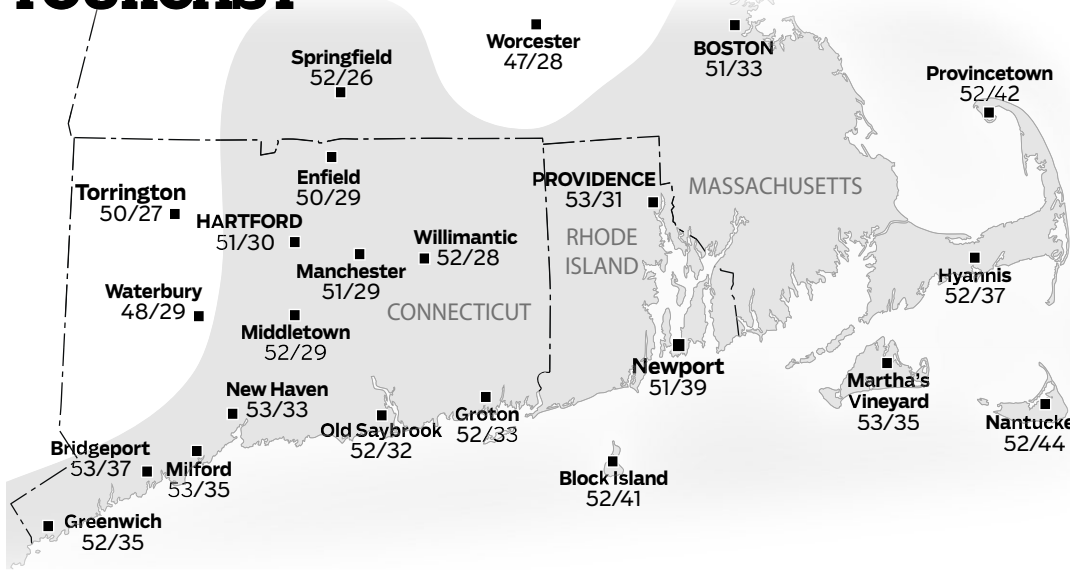 Springfield
52/26
Worcester
47/28
BOSTON
51/33
Provincetown
52/42
Torrington
50/27
Enfield
50/29
HARTFORD
51/30
Manchester
51/29
Willimantic
52/28
PROVIDENCE
53/31
MASSACHUSETTS
RHODE
ISLAND
Hyannis
52/37
Waterbury
48/29
Middletown
52/29
CONNECTICUT
Newport
51/39
Martha's
Vineyard
53/35
Nantucke
52/44
New Haven
53/33
Old Saybrook
52/32
Groton
52/33
Block Island
52/41
Bridgeport
53/37
Milford
53/35
Greenwich
52/35